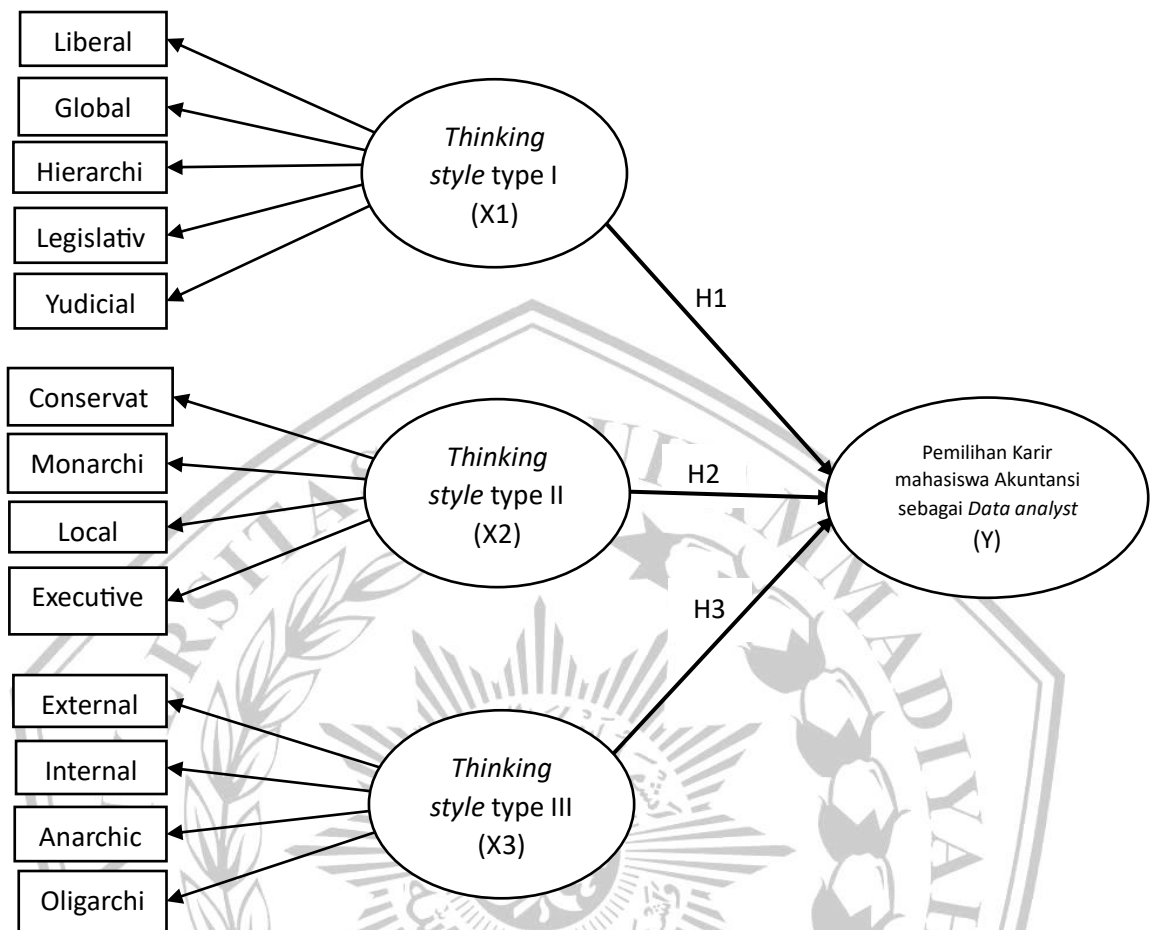 Liberal
Global
Hierarchi
Legislativ
Yudicial
Thinking
style type I
(X1)
H1
Conservat
Monarchi
Local
Executive
Thinking
style type II
(X2)
H2
Pemilihan Karir
mahasiswa Akuntansi
sebagai Data analyst
(Y)
H3
External
Internal
Anarchic
Oligarchi
Thinking
style type III
(X3)